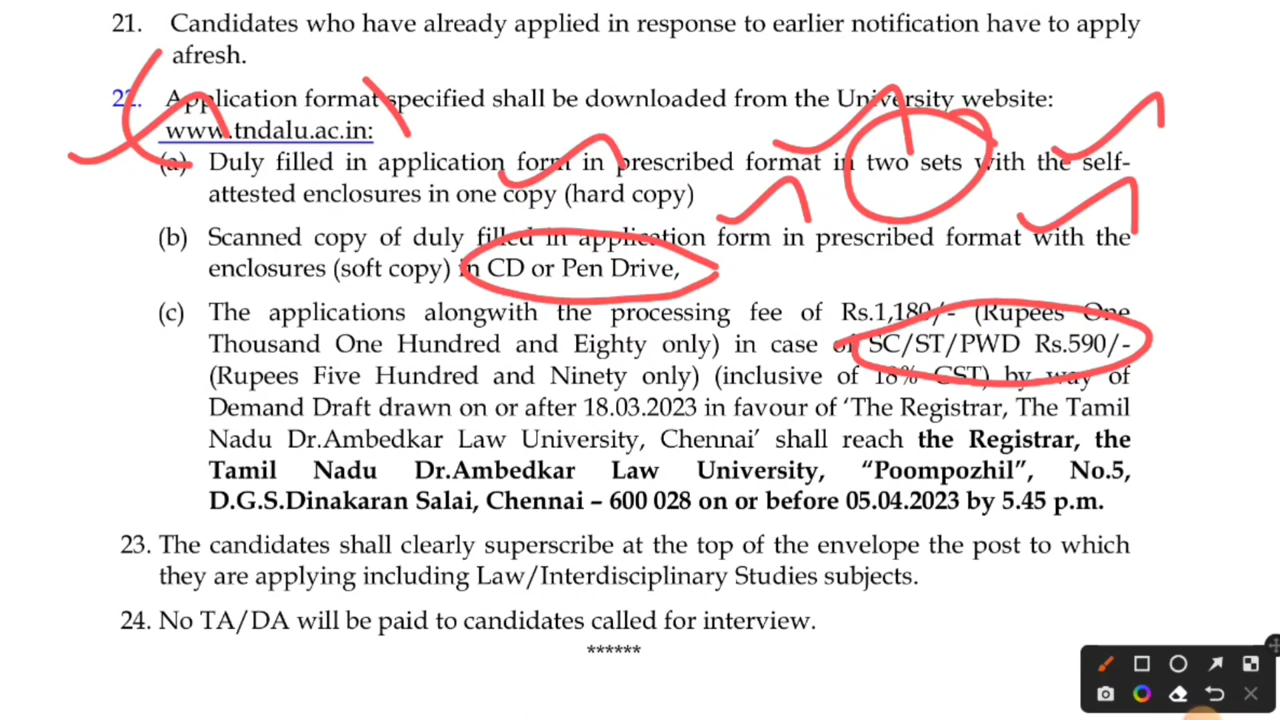 21. Candidates who have already applied in response to earlier notification have to apply
afresh.
22. Application format specified shall be downloaded from the University website:
www.tndalu.ac.in:
(a) Duly filled in application form in prescribed format in two sets with the self-
attested enclosures in one copy (hard copy)
(b) Scanned copy of duly filled in application form in prescribed format with the
enclosures (soft copy) in CD or Pen Drive,
(c) The applications alongwith the processing fee of Rs.1,180/- (Rupees One
Thousand One Hundred and Eighty only) in case of SC/ST/PWD Rs.590/-
(Rupees Five Hundred and Ninety only) (inclusive of 18% GST) by way of
Demand Draft drawn on or after 18.03.2023 in favour of ‘The Registrar, The Tamil
Nadu Dr.Ambedkar Law University, Chennai’ shall reach the Registrar, the
Tamil Nadu Dr.Ambedkar Law University, “Poompozhil”, No.5,
D.G.S.Dinakaran Salai, Chennai – 600 028 on or before 05.04.2023 by 5.45 p.m.
23. The candidates shall clearly superscribe at the top of the envelope the post to which
they are applying including Law/Interdisciplinary Studies subjects.
24. No TA/DA will be paid to candidates called for interview.
******